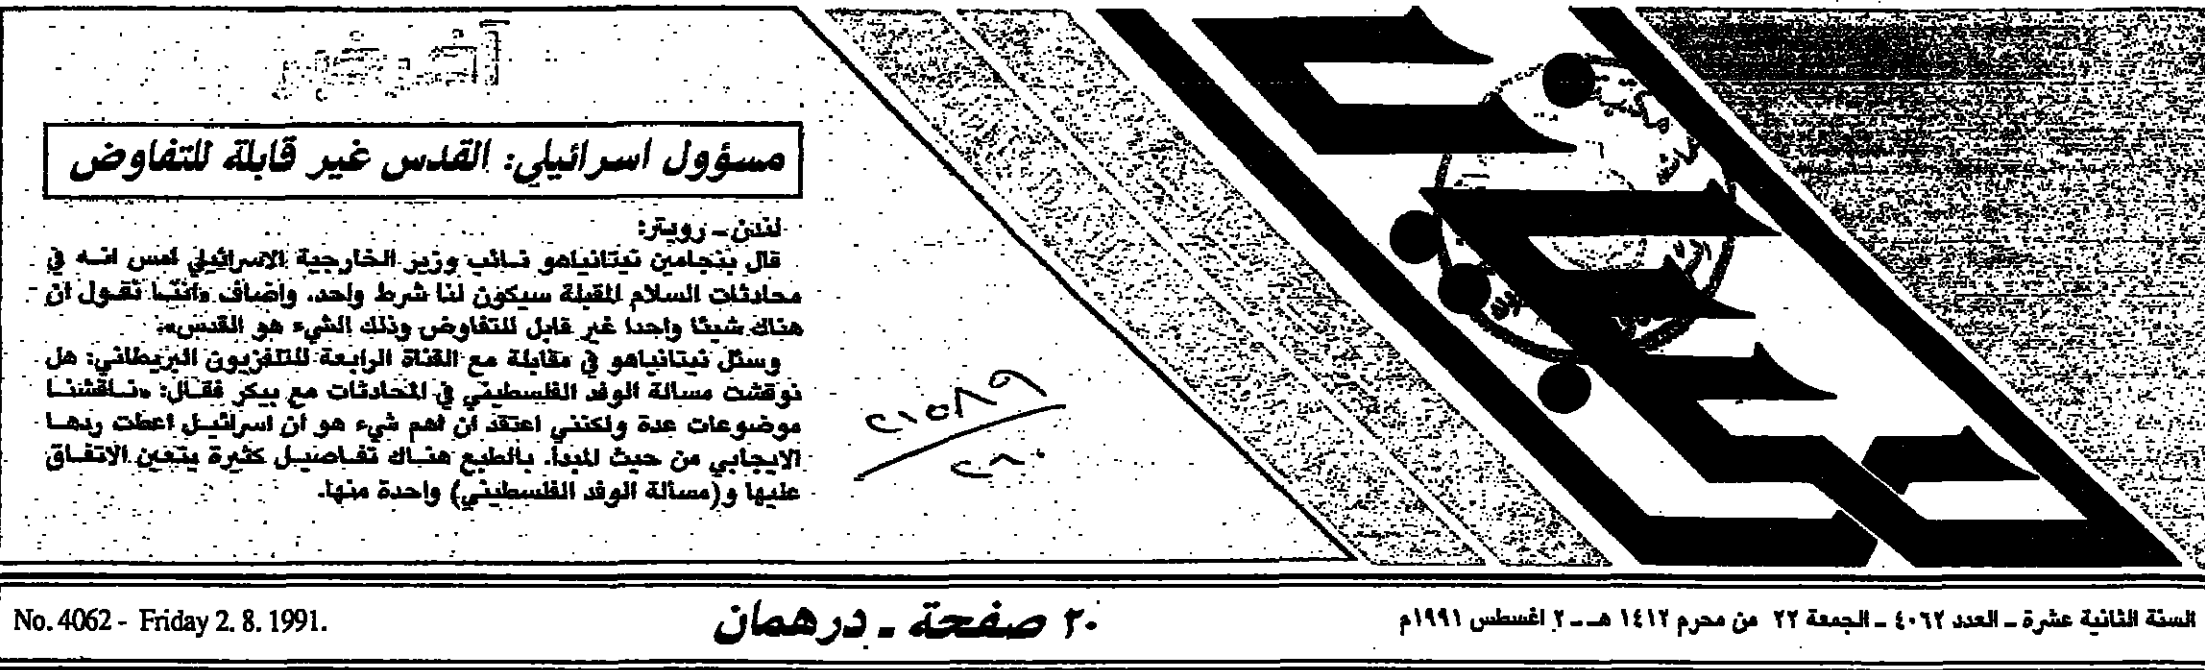 مسؤول اسرائيلي: القدس غير قابلة للتفاوض
لندن ـ رويتر:
قال بنجامين نيتانياهو نائب وزير الخارجية الاسرائيلي امس انه في
محادثات السلام المقبلة سيكون لنا شرط واحد. واضاف «اننا نقول ان
هناك شيئا واحدا غير قابل للتفاوض وذلك الشيء هو القدس».
وسئل نيتانياهو في مقابلة مع القناة الرابعة للتلفزيون البريطاني: هل
نوقشت مسالة الوفد الفلسطيني في المحادثات مع بيكر فقال: «ناقشنا
موضوعات عدة ولكنني اعتقد ان اهم شيء هو ان اسرائيل اعطت ردها
الايجابي من حيث المبدأ. بالطبع هناك تفاصيل كثيرة يتعين الاتفاق
عليها و(مسالة الوفد الفلسطيني) واحدة منها.
السنة الثانية عشرة ـ العدد ٤٠٦٢ ـ الجمعة ٢٢ من محرم ١٤١٢ هـ ـ ٢ اغسطس ١٩٩١م
٢٠ صفحة ـ درهمان
No. 4062 - Friday 2. 8. 1991.